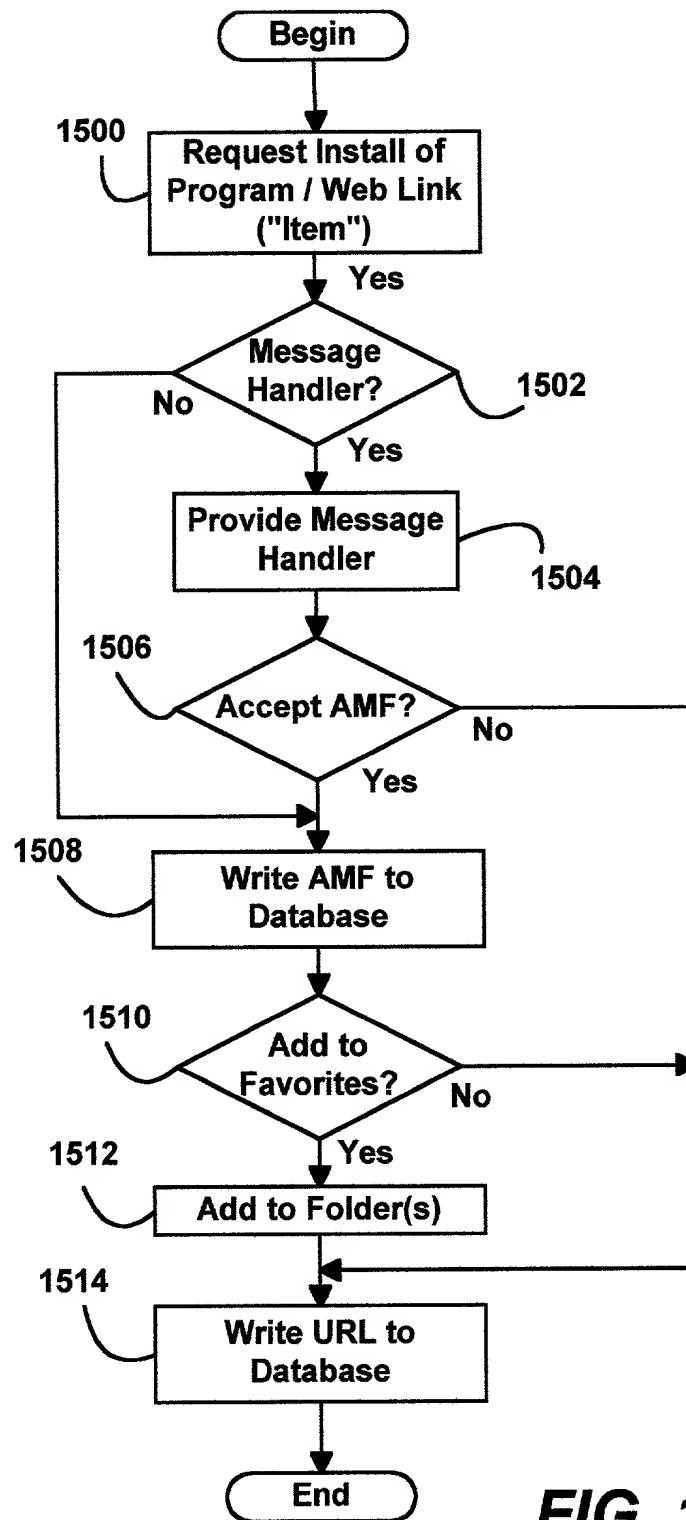 Begin
1500
Request Install of
Program / Web Link
("Item")
Yes
Message
Handler?
1502
No
Yes
Provide Message
Handler
1504
1506
Accept AMF?
No
Yes
1508
Write AMF to
Database
1510
Add to
Favorites?
No
Yes
1512
Add to Folder(s)
1514
Write URL to
Database
End
FIG.